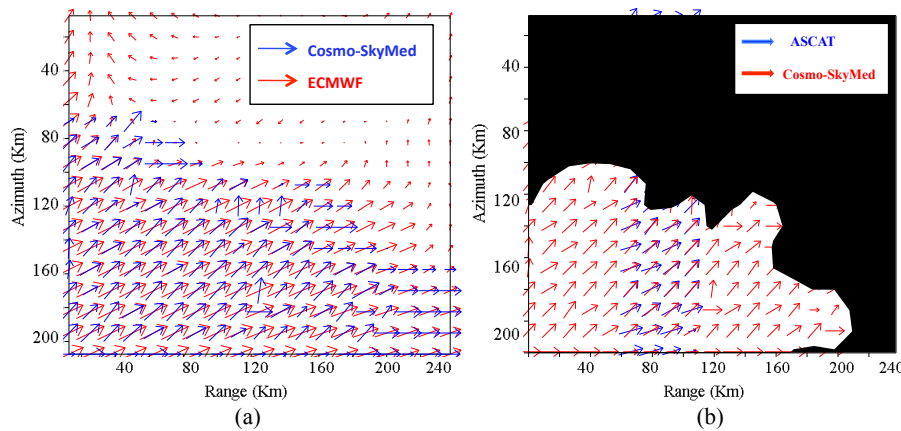 Cosmo-SkyMed
ECMWF
40
80
120
160
200
Azimuth (Km)
40 80 120 160 200 240
Range (Km)
(a)
ASCAT
Cosmo-SkyMed
40
80
120
160
200
Azimuth (Km)
40 80 120 160 200 240
Range (Km)
(b)